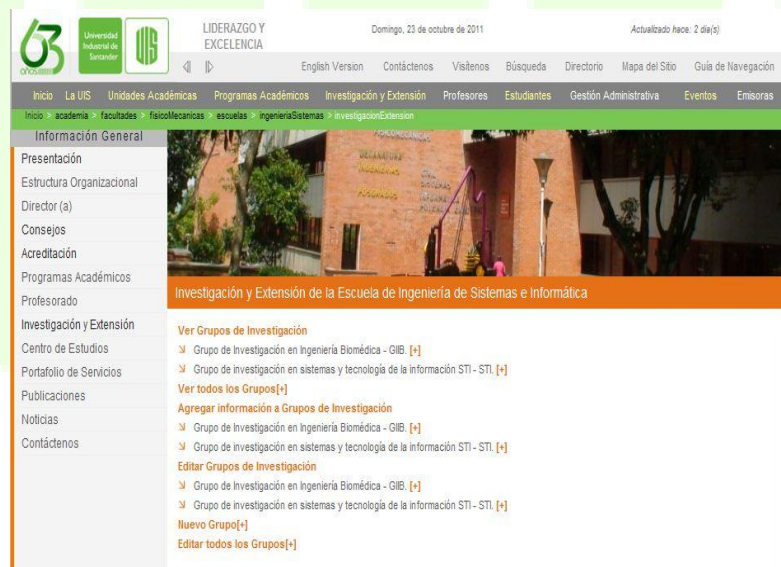 63
años
Universidad
Industrial de
Santander
UIS
LIDERAZGO Y
EXCELENCIA
Domingo, 23 de octubre de 2011
Actualizado hace: 2 día(s)
English Version Contáctenos Visítenos Búsqueda Directorio Mapa del Sitio Guía de Navegación
Inicio La UIS Unidades Académicas Programas Académicos Investigación y Extensión Profesores Estudiantes Gestión Administrativa Eventos Emisoras
Inicio > academia > facultades > fisicoMecanicas > escuelas > ingenieriaSistemas > investigacionExtension
Información General
Presentación
Estructura Organizacional
Director (a)
Consejos
Acreditación
Programas Académicos
Profesorado
Investigación y Extensión
Centro de Estudios
Portafolio de Servicios
Publicaciones
Noticias
Contáctenos
FISICOMECANICAS
DECANATURA
INGENIERIAS
CIVIL
SISTEMAS
POSGRADOS
Investigación y Extensión de la Escuela de Ingeniería de Sistemas e Informática
Ver Grupos de Investigación
Grupo de Investigación en Ingeniería Biomédica - GIIB. [+]
Grupo de investigación en sistemas y tecnología de la información STI - STI. [+]
Ver todos los Grupos[+]
Agregar información a Grupos de Investigación
Grupo de Investigación en Ingeniería Biomédica - GIIB. [+]
Grupo de investigación en sistemas y tecnología de la información STI - STI. [+]
Editar Grupos de Investigación
Grupo de Investigación en Ingeniería Biomédica - GIIB. [+]
Grupo de investigación en sistemas y tecnología de la información STI - STI. [+]
Nuevo Grupo[+]
Editar todos los Grupos[+]